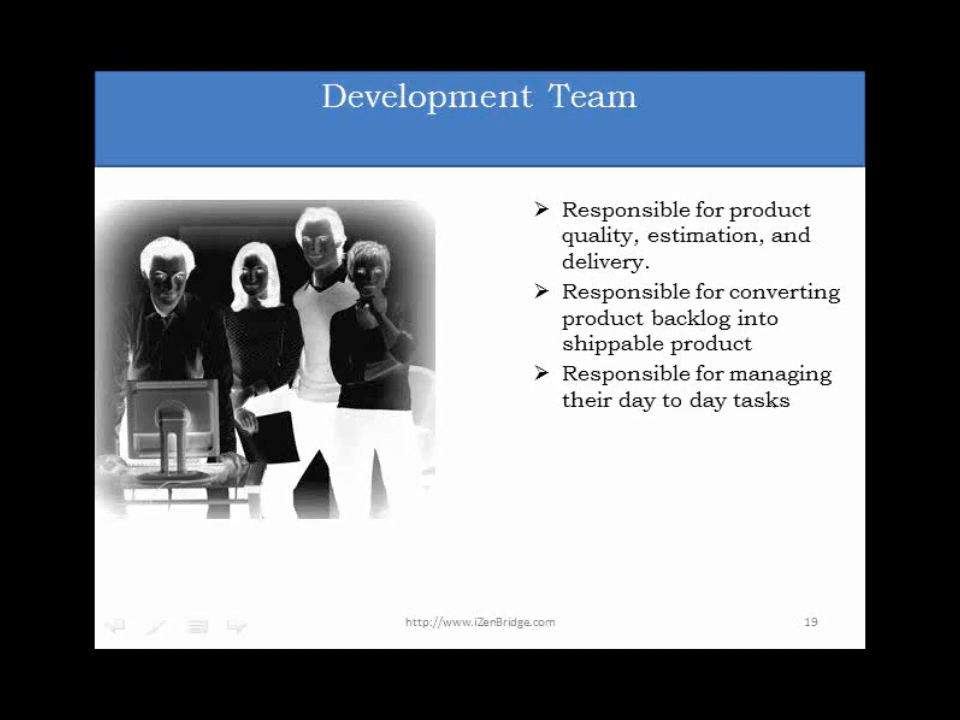 Development Team
➢ Responsible for product
quality, estimation, and
delivery.
➢ Responsible for converting
product backlog into
shippable product
➢ Responsible for managing
their day to day tasks
http://www.iZenBridge.com
19